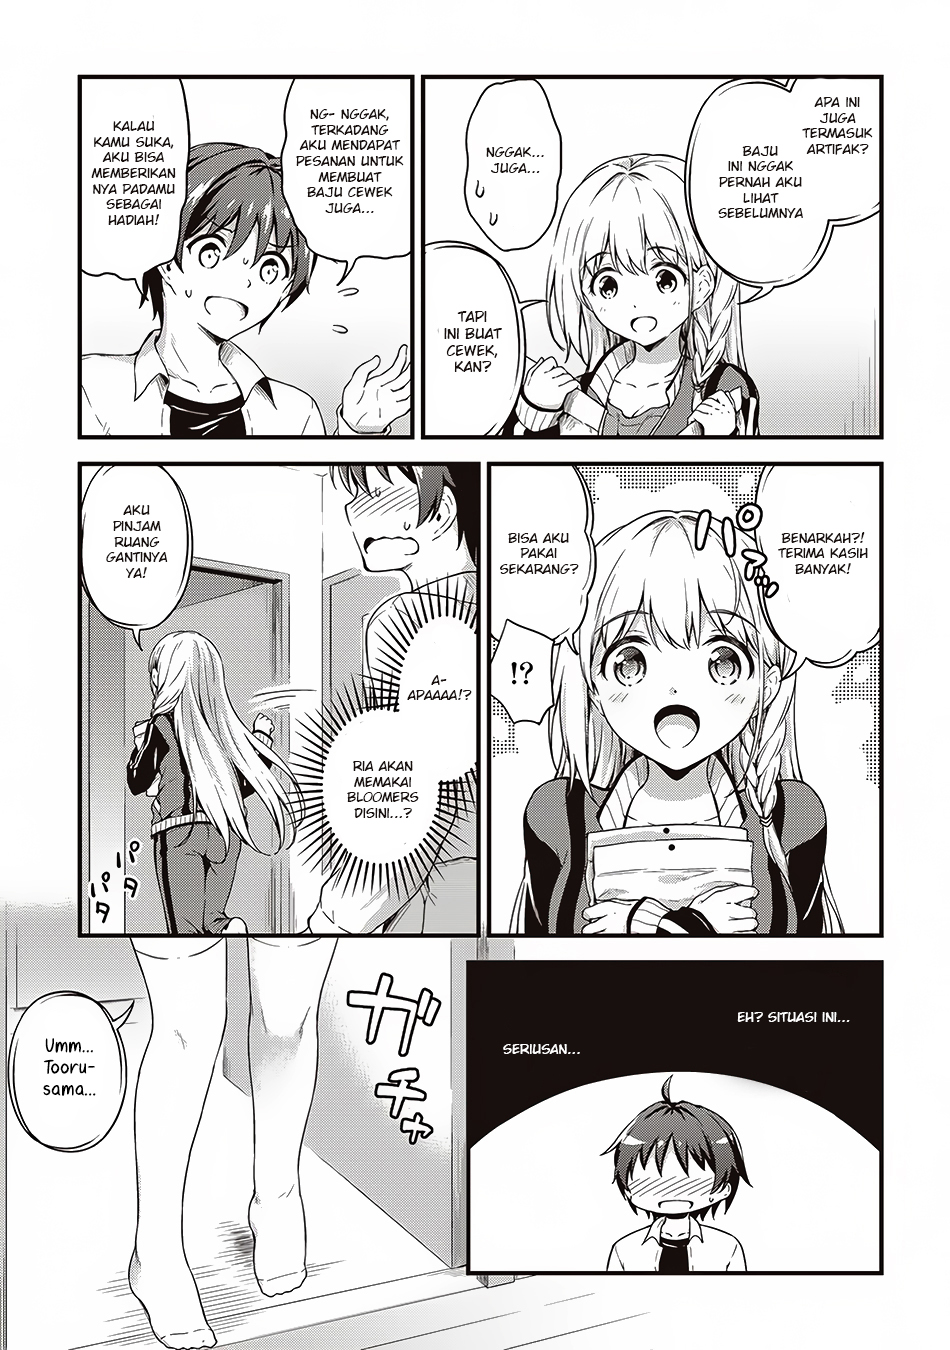 APA INI
JUGA
TERMASUK
ARTIFAK?
BAJU
INI NGGAK
PERNAH AKU
LIHAT
SEBELUMNYA
NGGAK...
JUGA...
TAPI
INI BUAT
CEWEK,
KAN?
NG- NGGAK,
TERKADANG
AKU MENDAPAT
PESANAN UNTUK
MEMBUAT
BAJU CEWEK
JUGA...
KALAU
KAMU SUKA,
AKU BISA
MEMBERIKAN
NYA PADAMU
SEBAGAI
HADIAH!
BENARKAH?!
TERIMA KASIH
BANYAK!
パアァッ
BISA AKU
PAKAI
SEKARANG?
!?
A-
APAAAA!?
RIA AKAN
MEMAKAI
BLOOMERS
DISINI...?
AKU
PINJAM
RUANG
GANTINYA
YA!
パタ
パタ
EH? SITUASI INI...
SERIUSAN...
ガチャ
Umm...
Tooru-
sama...